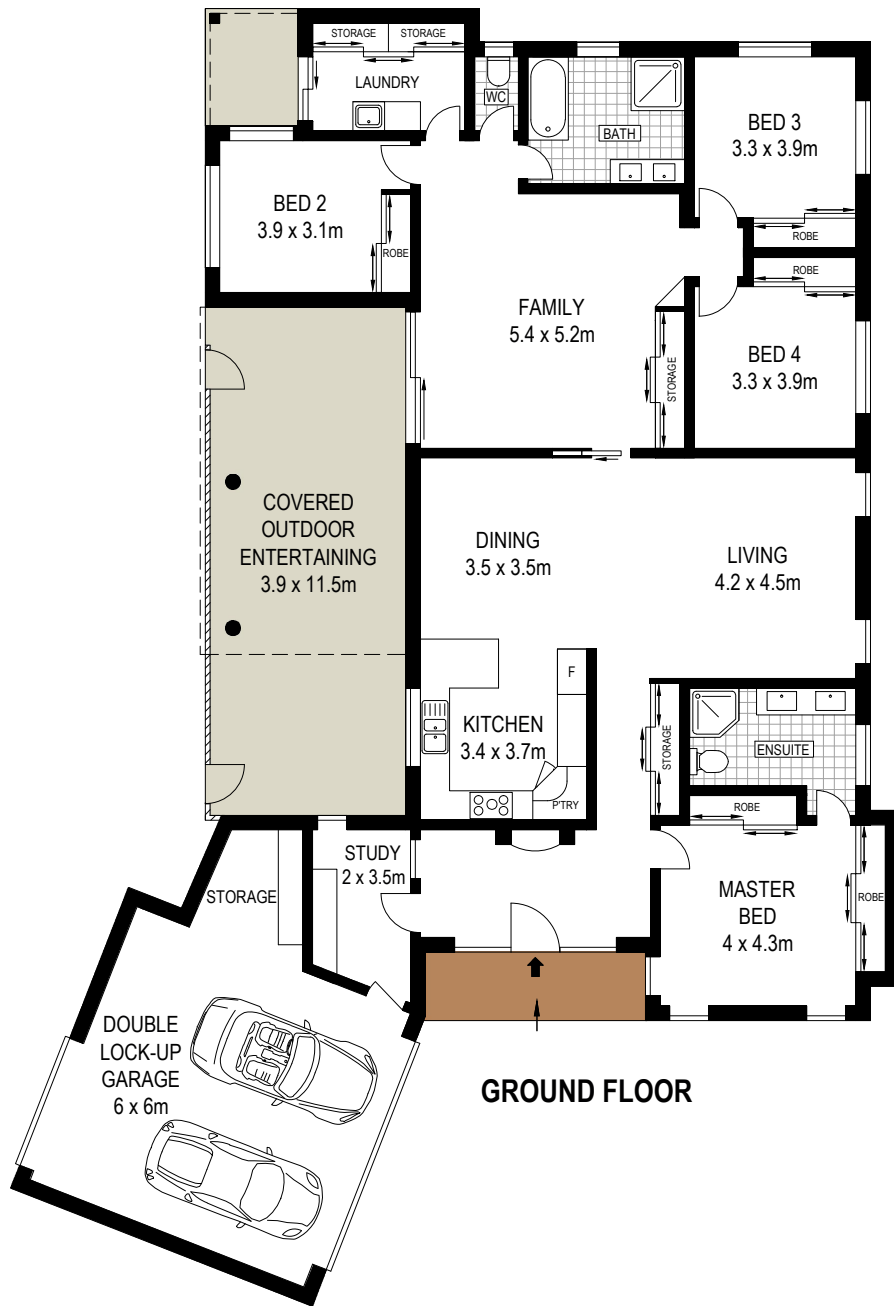 STORAGE
STORAGE
LAUNDRY
WC
BATH
BED 3
3.3 x 3.9m
ROBE
BED 2
3.9 x 3.1m
ROBE
FAMILY
5.4 x 5.2m
STORAGE
ROBE
BED 4
3.3 x 3.9m
COVERED
OUTDOOR
ENTERTAINING
3.9 x 11.5m
DINING
3.5 x 3.5m
LIVING
4.2 x 4.5m
F
KITCHEN
3.4 x 3.7m
P'TRY
STORAGE
ENSUITE
ROBE
STUDY
2 x 3.5m
STORAGE
MASTER
BED
4 x 4.3m
ROBE
DOUBLE
LOCK-UP
GARAGE
6 x 6m
GROUND FLOOR